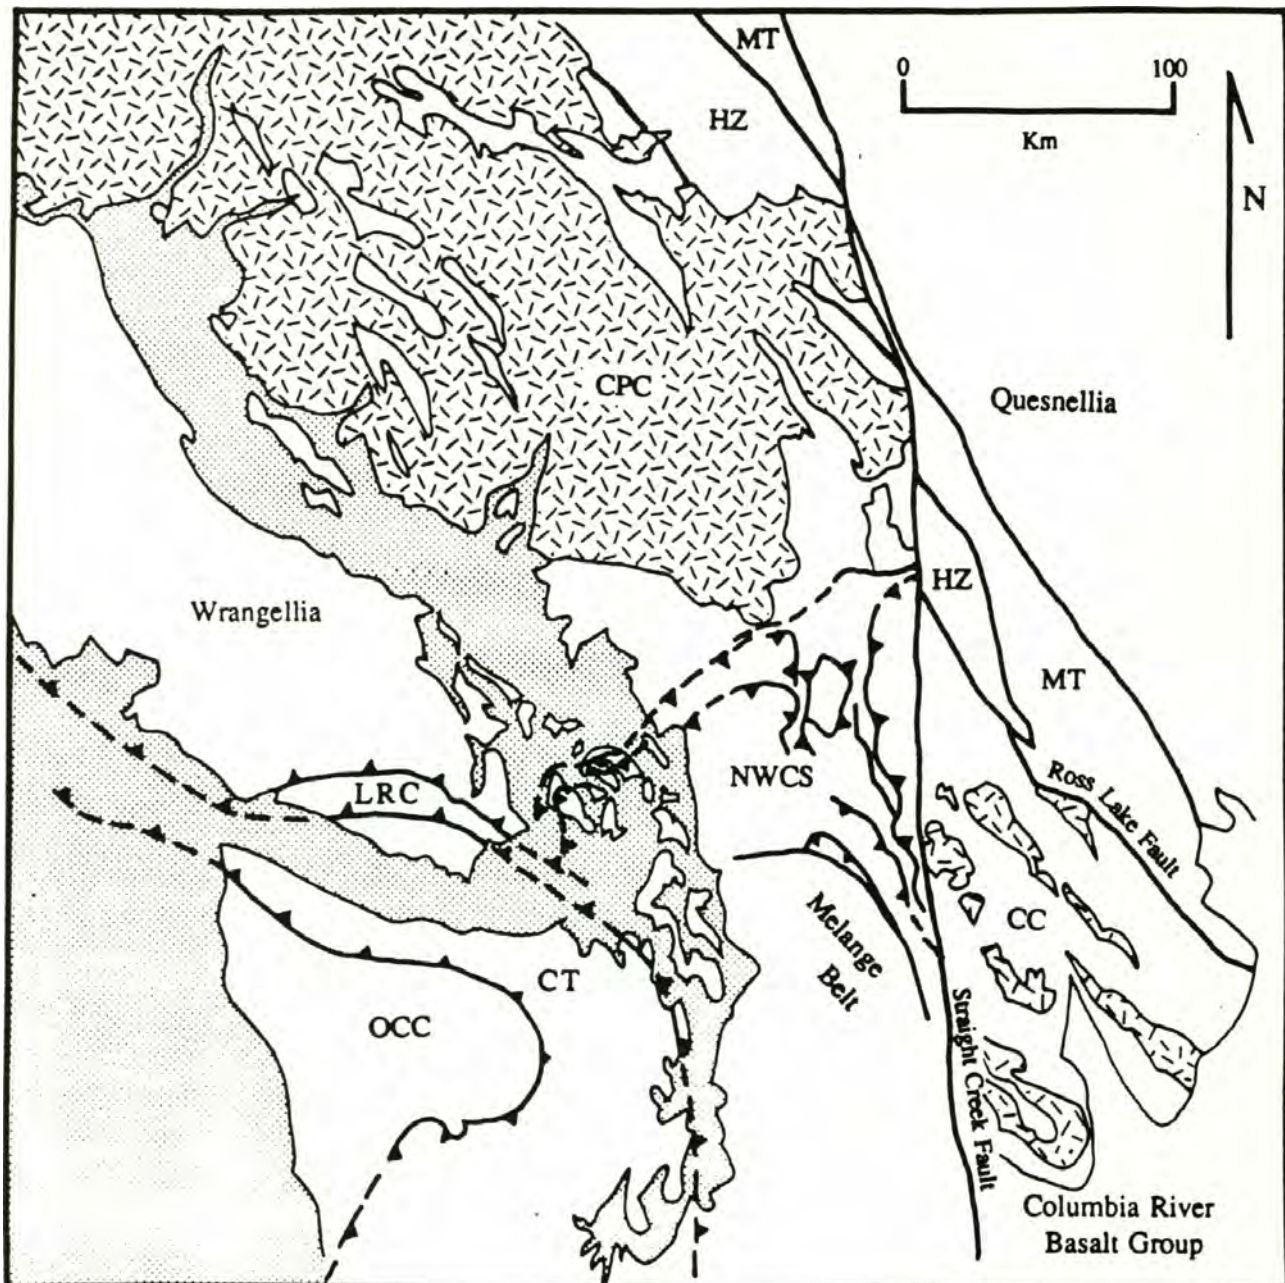 MT
0 100
HZ
Km
N
CPC
Quesnellia
HZ
Wrangellia
MT
NWCS
LRC
Ross Lake Fault
CC
Melange
Belt
CT
OCC
Straight Creek Fault
Columbia River
Basalt Group